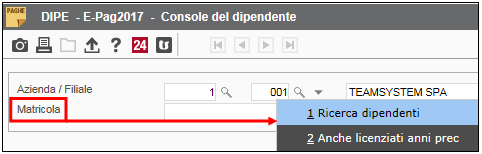 PAGHE DIPE - E-Pag2017 - Console del dipendente
? 24 U
Azienda / Filiale 1 001 TEAMSYSTEM SPA
Matricola
1 Ricerca dipendenti
2 Anche licenziati anni prec